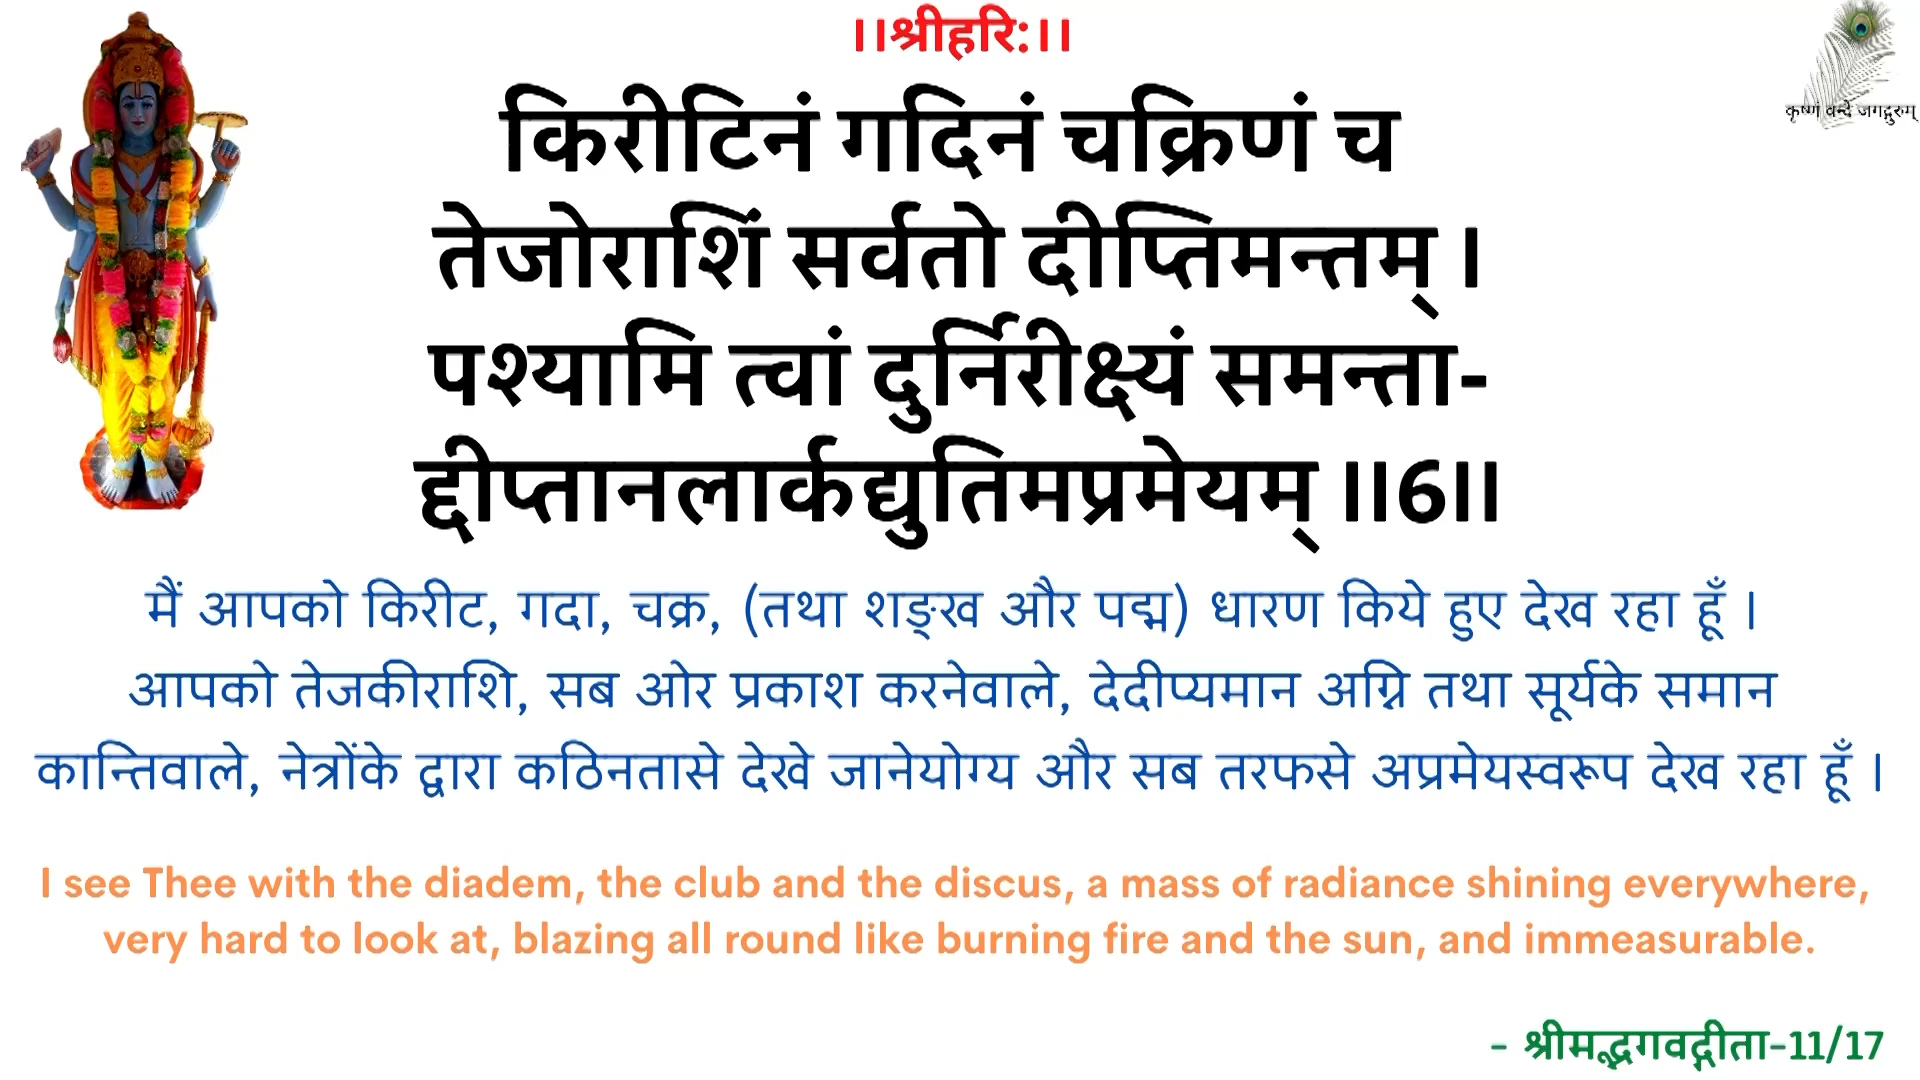 ।।श्रीहरि:।।
कृष्णं वन्दे जगद्गुरुम्
किरीटिनं गदिनं चक्रिणं च
तेजोराशिं सर्वतो दीप्तिमन्तम् ।
पश्यामि त्वां दुर्निरीक्ष्यं समन्ता-
द्दीप्तानलार्कद्युतिमप्रमेयम् ।।6।।
मैं आपको किरीट, गदा, चक्र, (तथा शङ्ख और पद्म) धारण किये हुए देख रहा हूँ ।
आपको तेजकीराशि, सब ओर प्रकाश करनेवाले, देदीप्यमान अग्नि तथा सूर्यके समान
कान्तिवाले, नेत्रोंके द्वारा कठिनतासे देखे जानेयोग्य और सब तरफसे अप्रमेयस्वरूप देख रहा हूँ ।
I see Thee with the diadem, the club and the discus, a mass of radiance shining everywhere,
very hard to look at, blazing all round like burning fire and the sun, and immeasurable.
- श्रीमद्भगवद्गीता-11/17